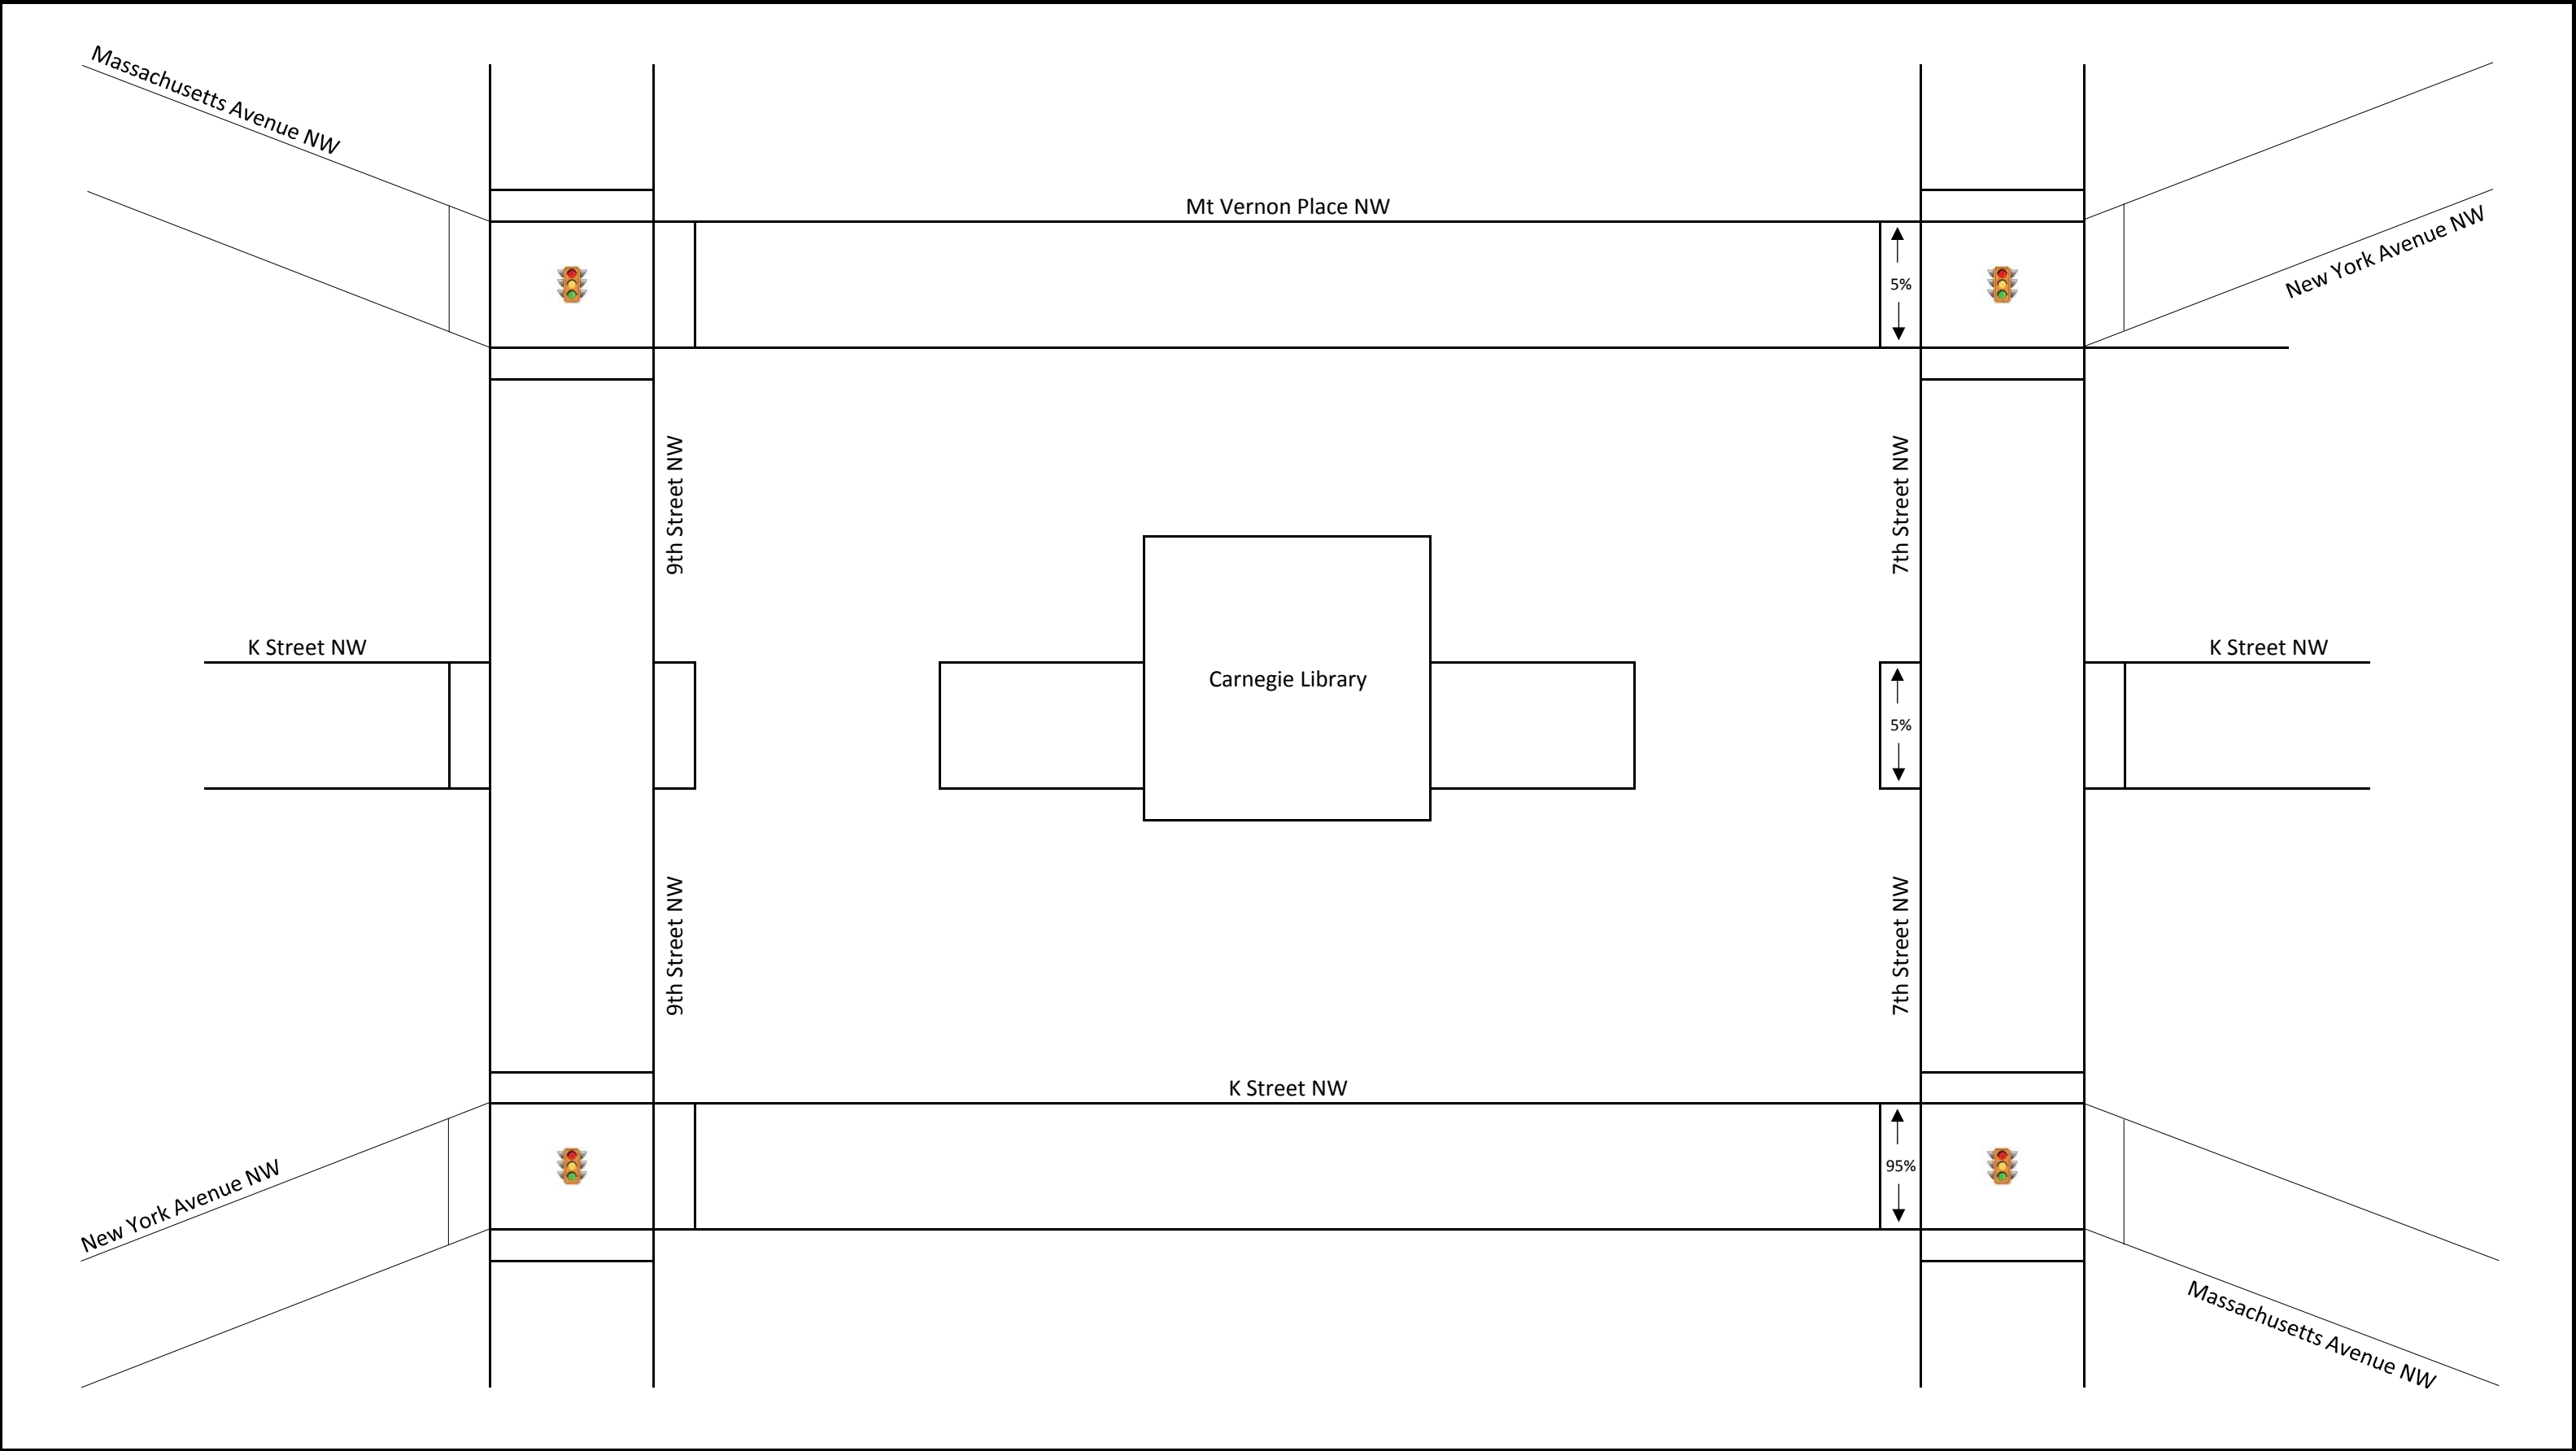 Massachusetts Avenue NW
Mt Vernon Place NW
New York Avenue NW
5%
9th Street NW
7th Street NW
K Street NW
Carnegie Library
K Street NW
5%
9th Street NW
7th Street NW
K Street NW
New York Avenue NW
95%
Massachusetts Avenue NW